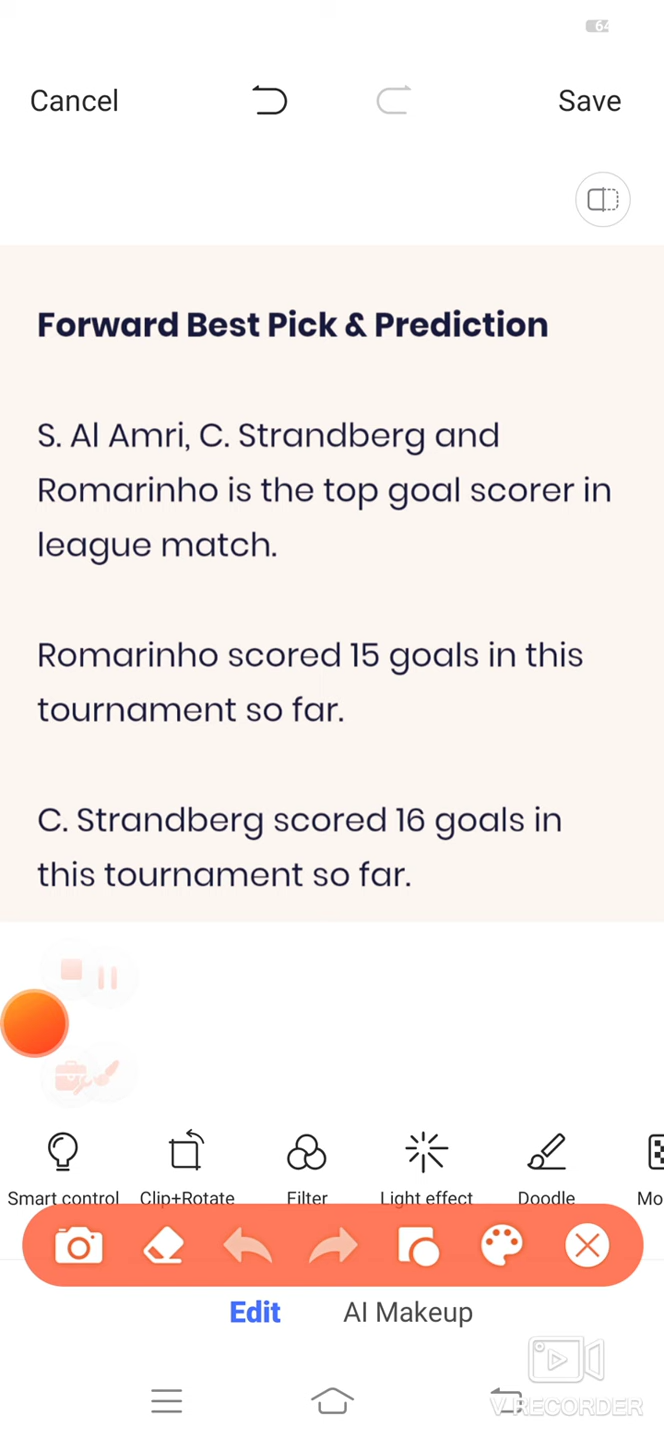 64
Cancel
Save
Forward Best Pick & Prediction
S. Al Amri, C. Strandberg and
Romarinho is the top goal scorer in
league match.
Romarinho scored 15 goals in this
tournament so far.
C. Strandberg scored 16 goals in
this tournament so far.
Smart control Clip+Rotate Filter Light effect Doodle Mo
Edit AI Makeup
V RECORDER